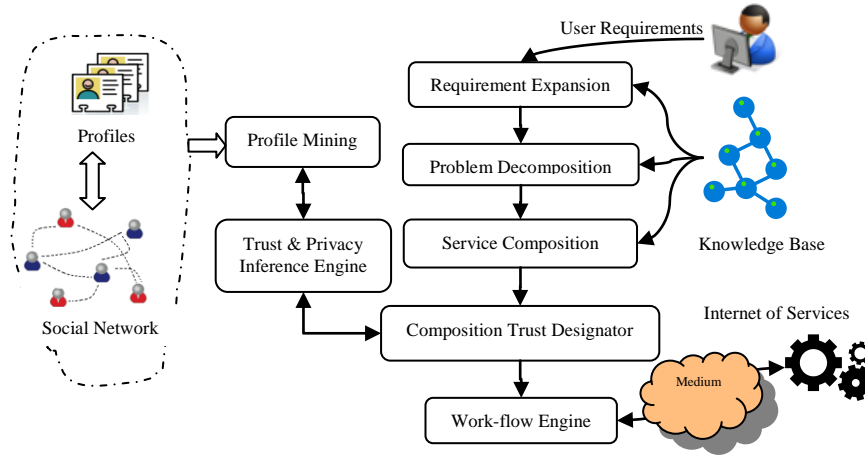 User Requirements
Requirement Expansion
Profiles
Profile Mining
Problem Decomposition
Trust & Privacy
Inference Engine
Service Composition
Knowledge Base
Social Network
Composition Trust Designator
Internet of Services
Medium
Work-flow Engine